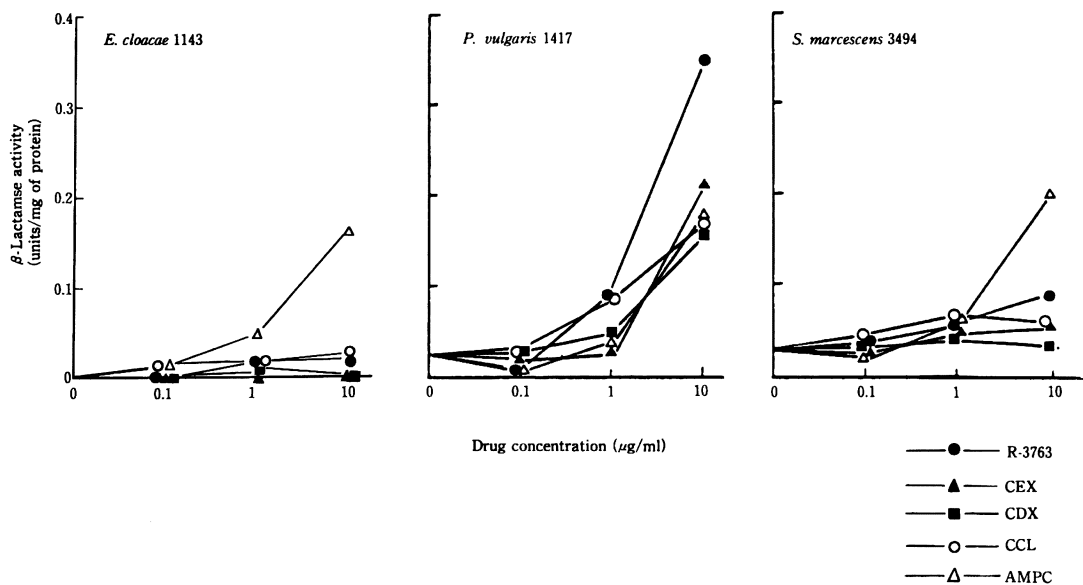 E. cloacae 1143
P. vulgaris 1417
S. marcescens 3494
β-Lactamse activity
(units/mg of protein)
0.4
0.3
0.2
0.1
0
0 0.1 1 10
0 0.1 1 10
0 0.1 1 10
Drug concentration (μg/ml)
R-3763
CEX
CDX
CCL
AMPC